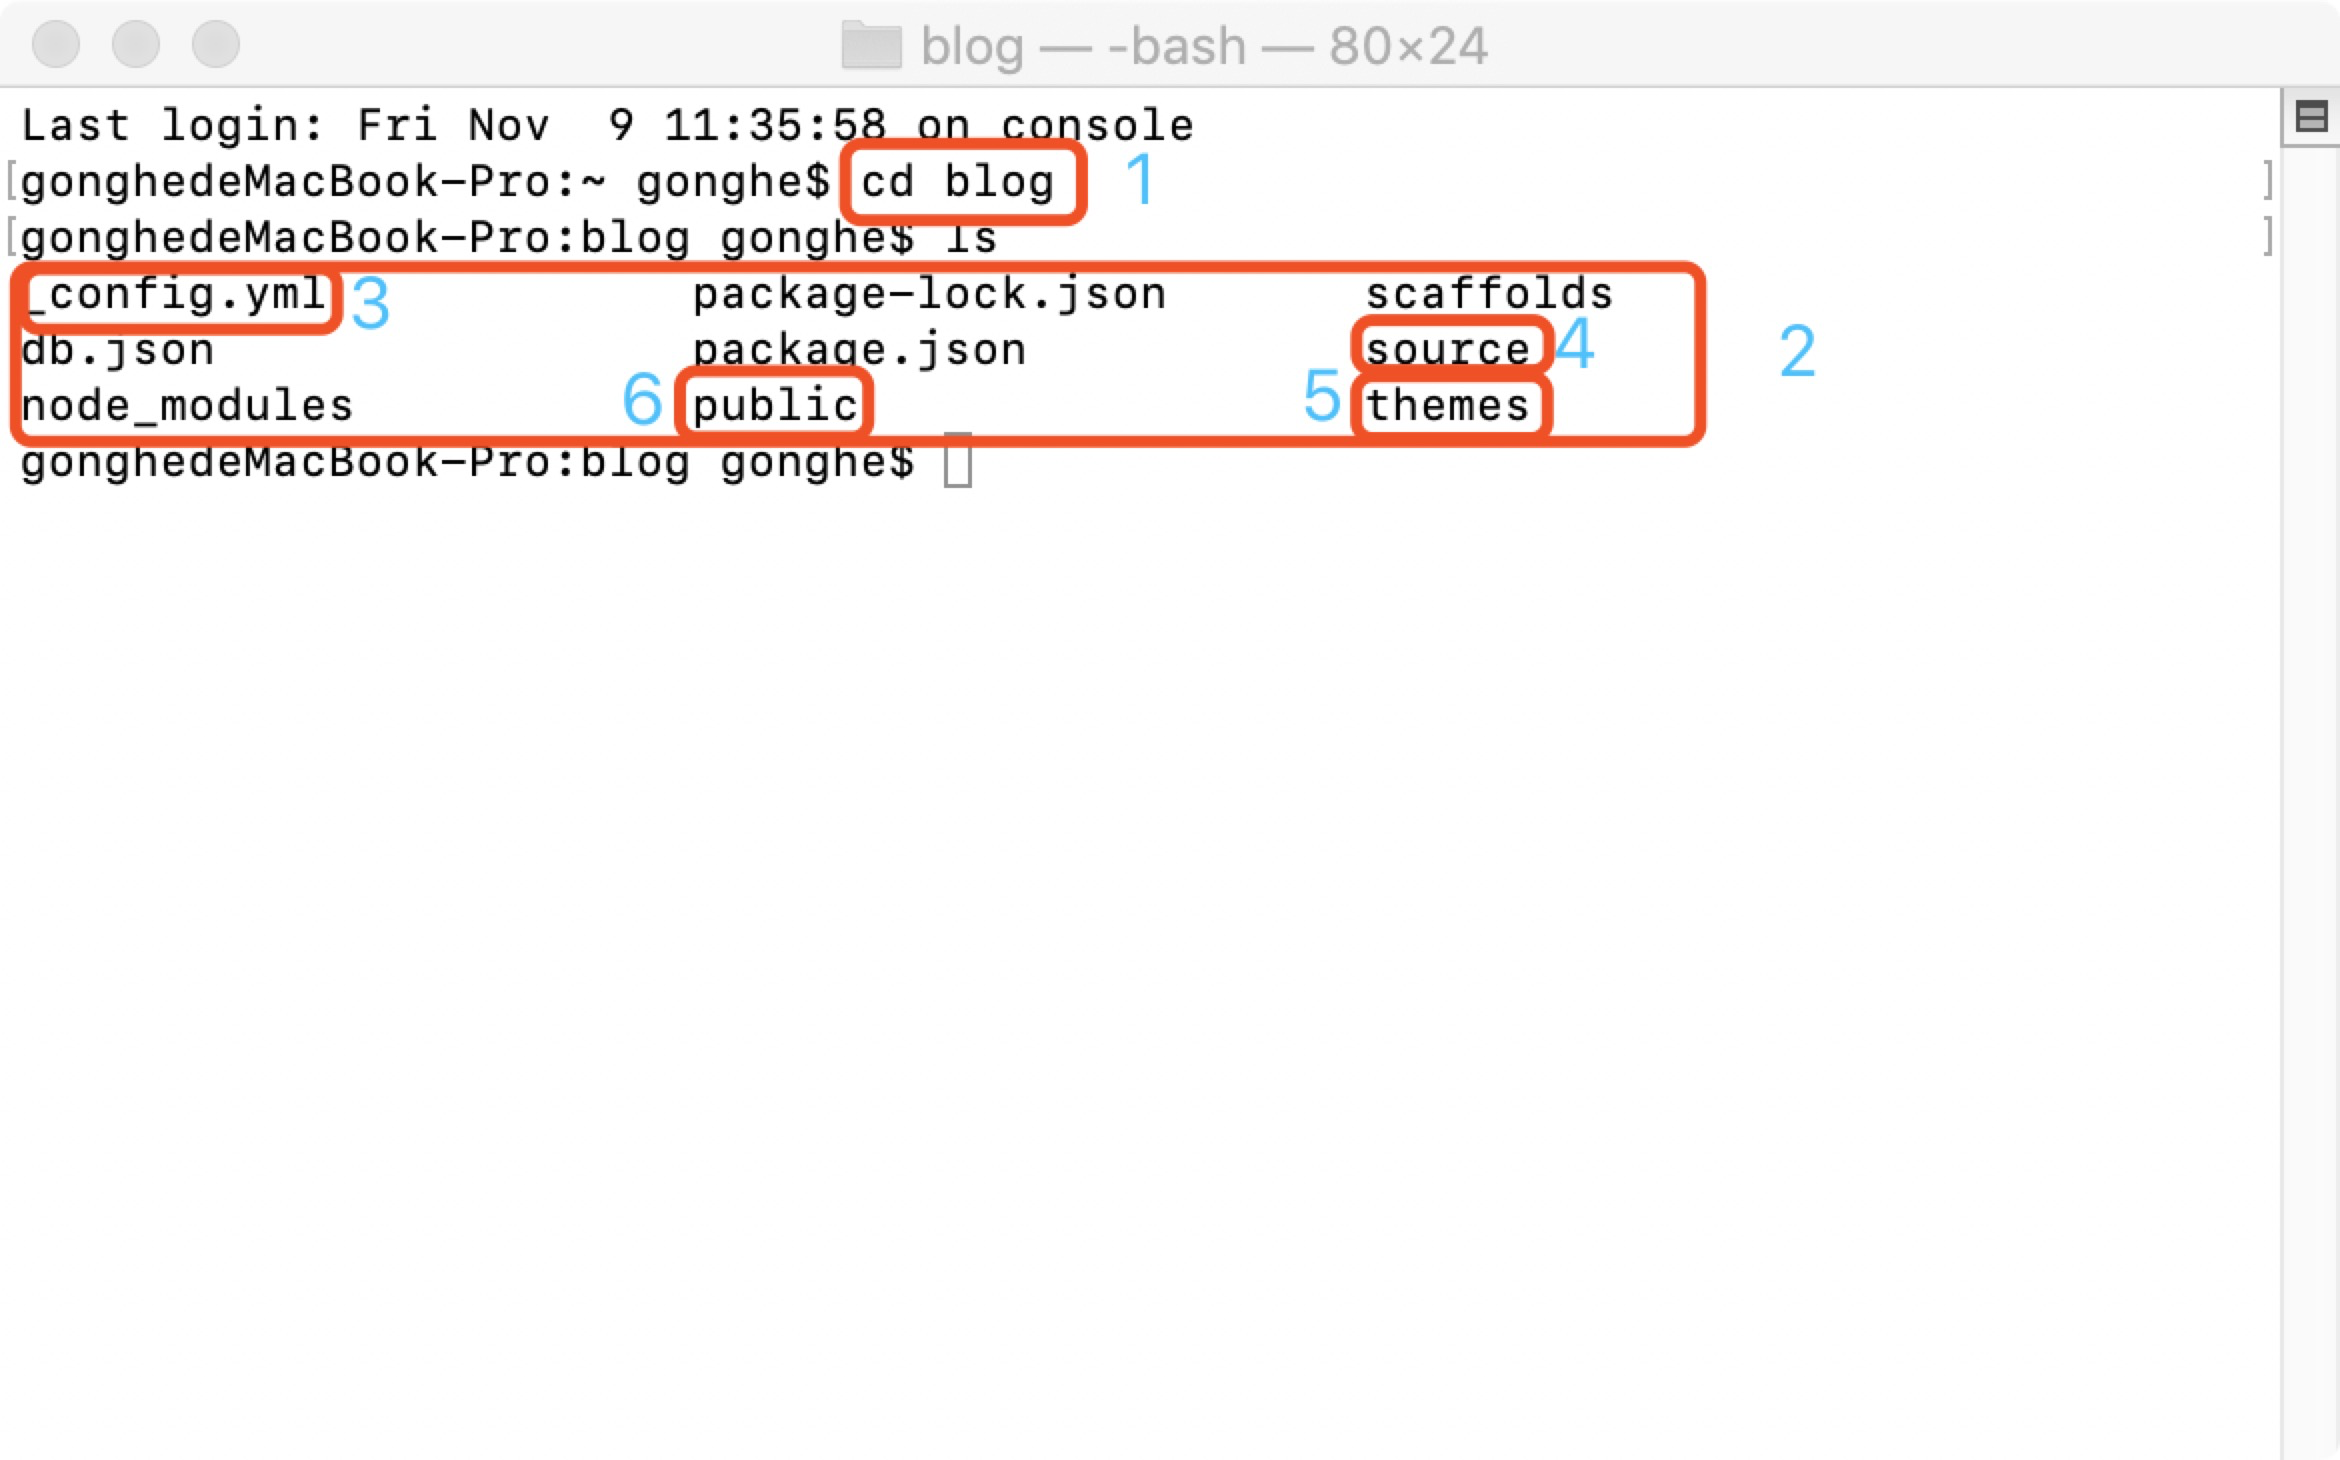 blog — -bash — 80×24
Last login: Fri Nov  9 11:35:58 on console
[gonghedeMacBook-Pro:~ gonghe$ cd blog 1 ]
[gonghedeMacBook-Pro:blog gonghe$ ls ]
_config.yml 3 package-lock.json scaffolds
db.json package.json source 4 2
node_modules 6 public 5 themes
gonghedeMacBook-Pro:blog gonghe$